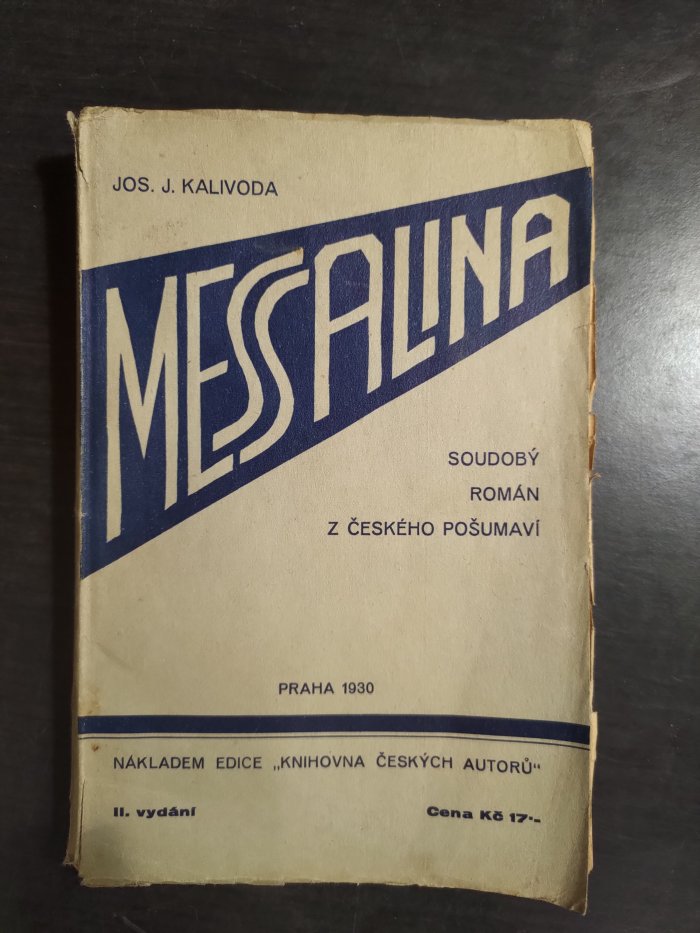 JOS. J. KALIVODA
MESSALINA
SOUDOBÝ
ROMÁN
Z ČESKÉHO POŠUMAVÍ
PRAHA 1930
NÁKLADEM EDICE „KNIHOVNA ČESKÝCH AUTORŮ“
II. vydání
Cena Kč 17·-